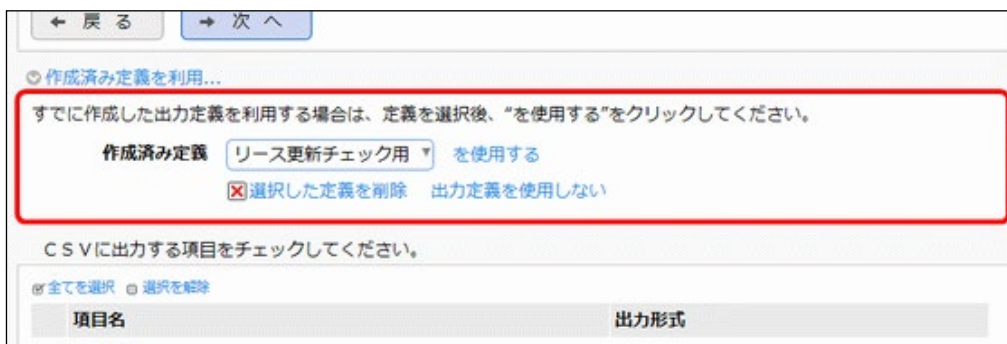 ← 戻 る → 次 へ
作成済み定義を利用...
すでに作成した出力定義を利用する場合は、定義を選択後、“を使用する”をクリックしてください。
作成済み定義 リース更新チェック用 を使用する
選択した定義を削除 出力定義を使用しない
ＣＳＶに出力する項目をチェックしてください。
全てを選択 選択を解除
項目名 出力形式